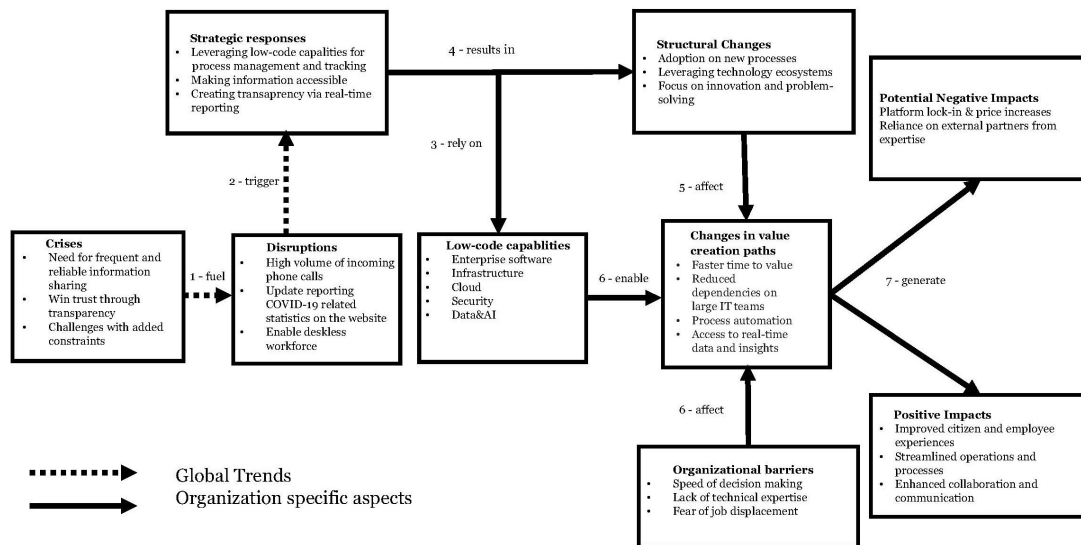 Strategic responses
• Leveraging low-code capalities for
process management and tracking
• Making information accessible
• Creating transaprency via real-time
reporting
4 - results in
Structural Changes
• Adoption on new processes
• Leveraging technology ecosystems
• Focus on innovation and problem-
solving
Potential Negative Impacts
Platform lock-in & price increases
Reliance on external partners from
expertise
2 - trigger
3 - rely on
5 - affect
Crises
• Need for frequent and
reliable information
sharing
• Win trust through
transparency
• Challenges with added
constraints
1 - fuel
Disruptions
• High volume of incoming
phone calls
• Update reporting
COVID-19 related
statistics on the website
• Enable deskless
workforce
Low-code capablities
• Enterprise software
• Infrastructure
• Cloud
• Security
• Data&AI
6 - enable
Changes in value
creation paths
• Faster time to value
• Reduced
dependencies on
large IT teams
• Process automation
• Access to real-time
data and insights
7 - generate
6 - affect
Positive Impacts
• Improved citizen and employee
experiences
• Streamlined operations and
processes
• Enhanced collaboration and
communication
Organizational barriers
• Speed of decision making
• Lack of technical expertise
• Fear of job displacement
Global Trends
Organization specific aspects